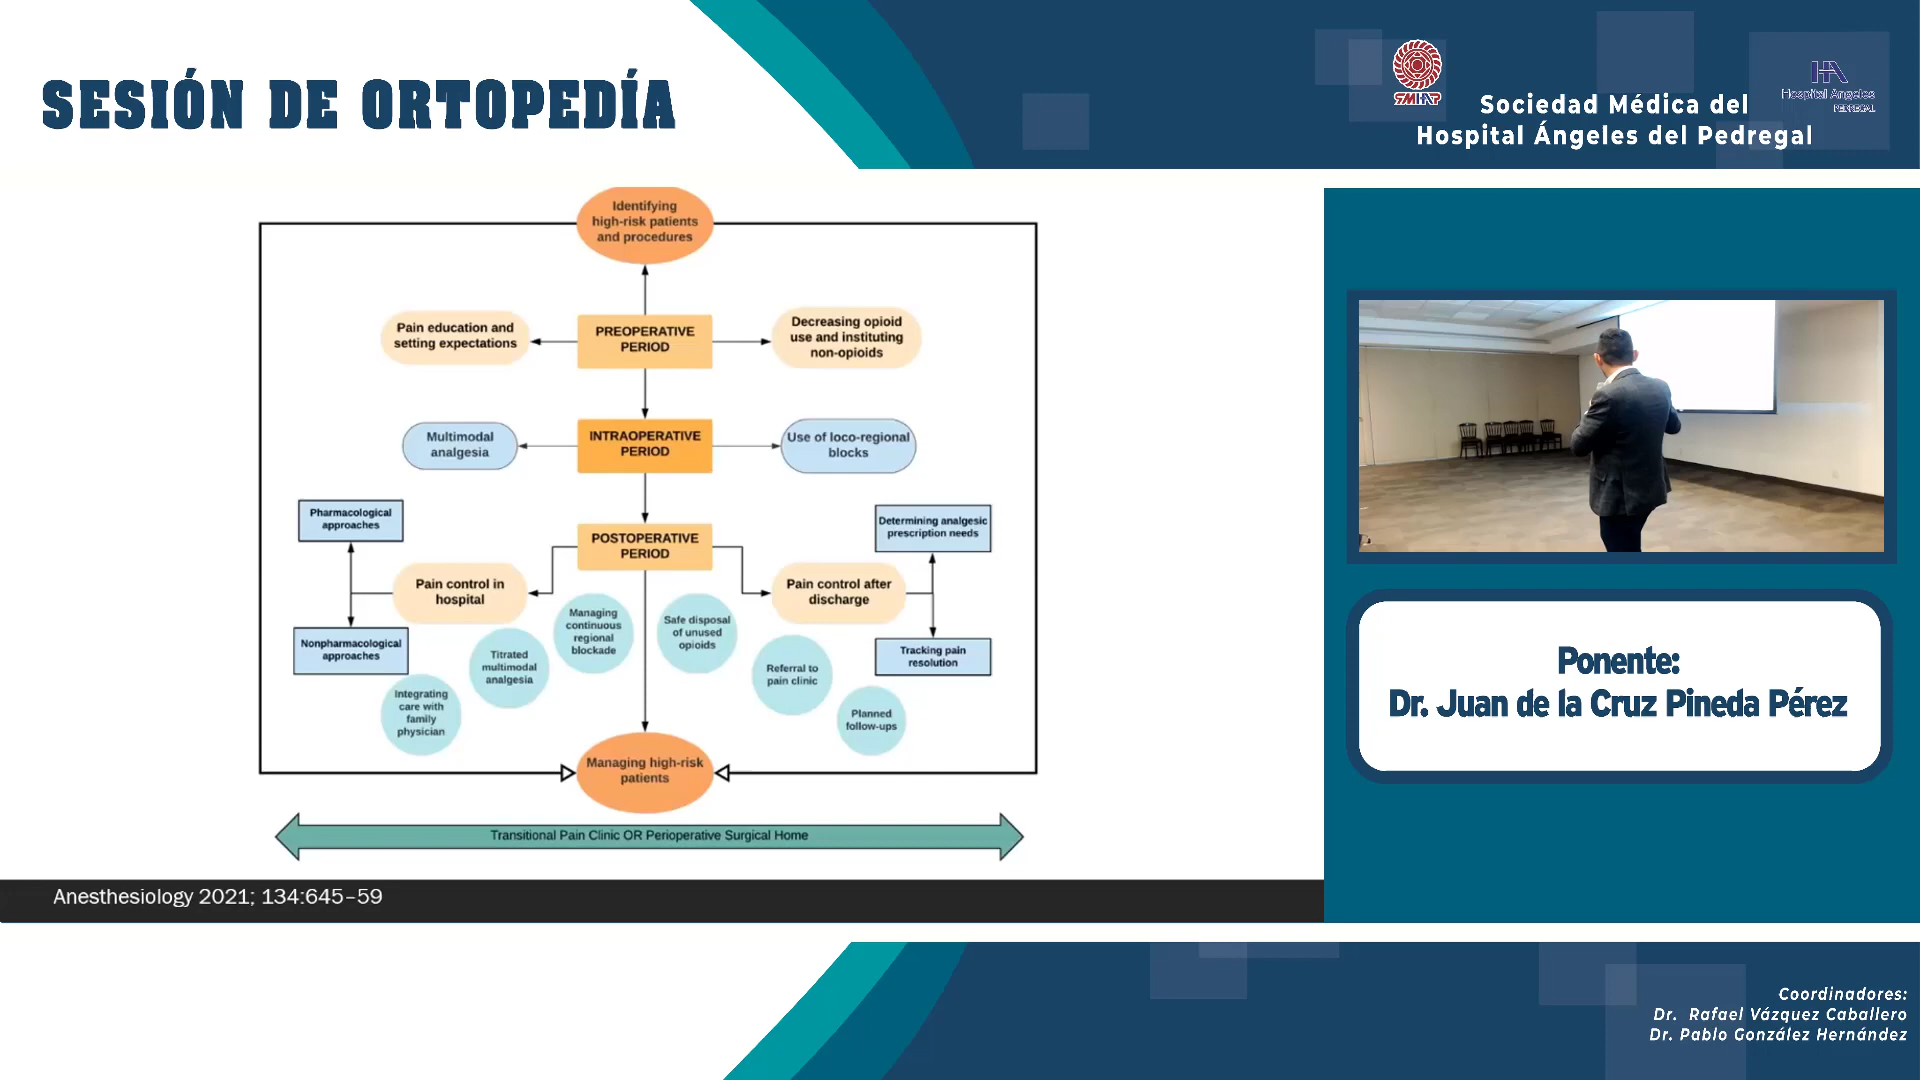 SESIÓN DE ORTOPEDÍA
SMHAP
Sociedad Médica del
Hospital Ángeles del Pedregal
HA
Hospital Angeles
PEDREGAL
Identifying
high-risk patients
and procedures
Pain education and
setting expectations
PREOPERATIVE
PERIOD
Decreasing opioid
use and instituting
non-opioids
Multimodal
analgesia
INTRAOPERATIVE
PERIOD
Use of loco-regional
blocks
Pharmacological
approaches
POSTOPERATIVE
PERIOD
Determining analgesic
prescription needs
Pain control in
hospital
Pain control after
discharge
Nonpharmacological
approaches
Integrating
care with
family
physician
Titrated
multimodal
analgesia
Managing
continuous
regional
blockade
Safe disposal
of unused
opioids
Referral to
pain clinic
Planned
follow-ups
Tracking pain
resolution
Managing high-risk
patients
Transitional Pain Clinic OR Perioperative Surgical Home
Anesthesiology 2021; 134:645–59
Ponente:
Dr. Juan de la Cruz Pineda Pérez
Coordinadores:
Dr. Rafael Vázquez Caballero
Dr. Pablo González Hernández